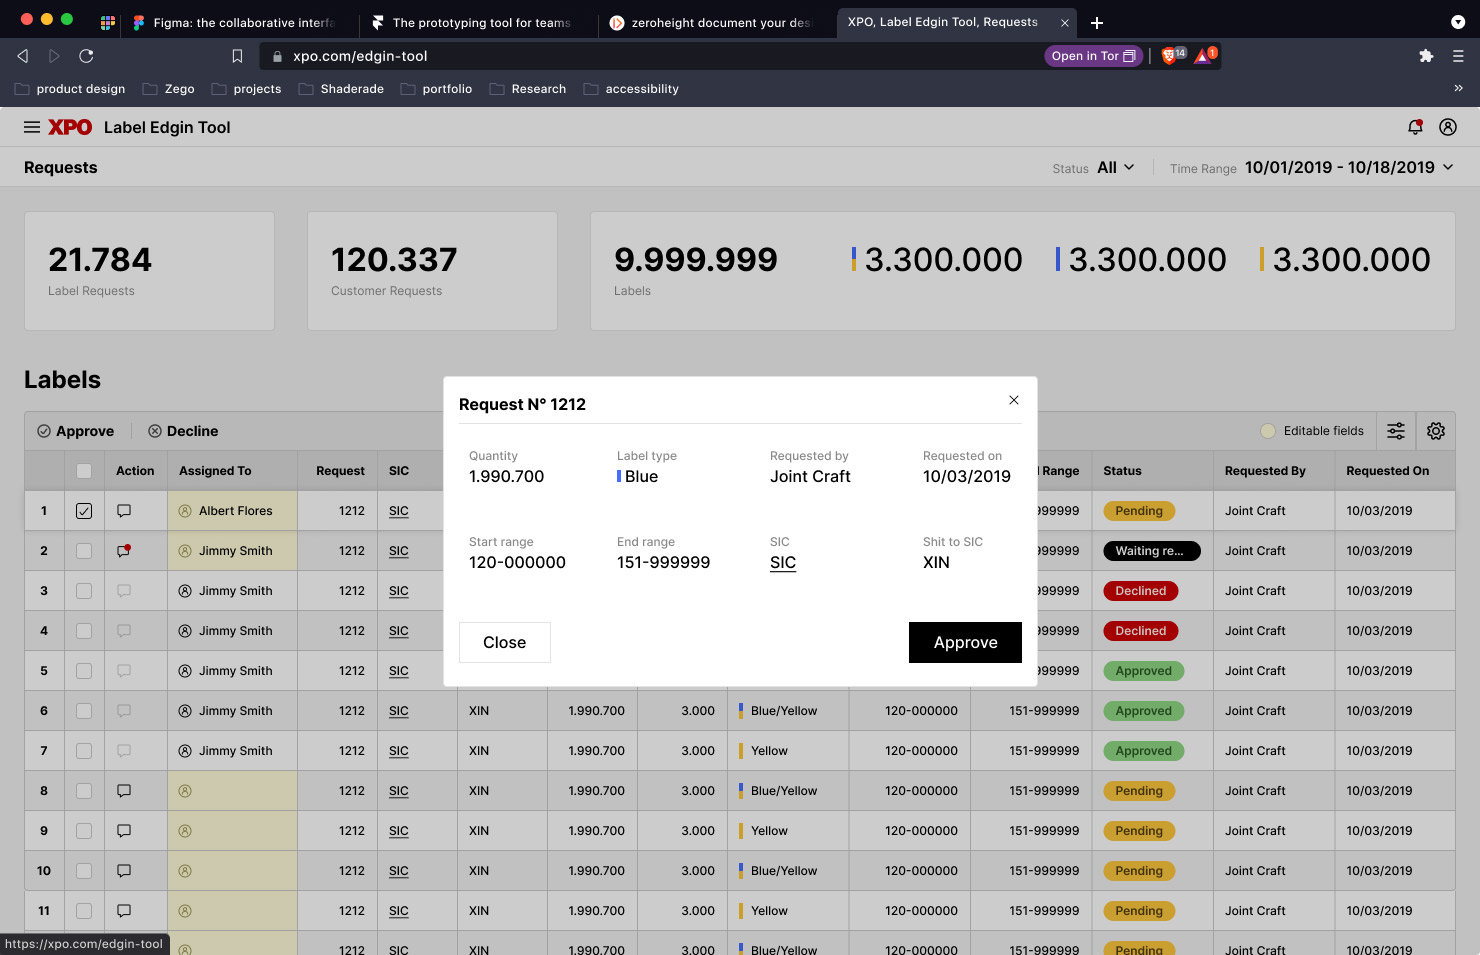 Figma: the collaborative interfa
The prototyping tool for teams
zeroheight document your desi
XPO, Label Edgin Tool, Requests
xpo.com/edgin-tool
Open in Tor
14
1
product design
Zego
projects
Shaderade
portfolio
Research
accessibility
XPO Label Edgin Tool
Requests
Status All
Time Range 10/01/2019 - 10/18/2019
21.784
Label Requests
120.337
Customer Requests
9.999.999
Labels
3.300.000
3.300.000
3.300.000
Labels
Approve
Decline
Editable fields
Action Assigned To Request SIC Range Status Requested By Requested On
1 Albert Flores 1212 SIC 999999 Pending Joint Craft 10/03/2019
2 Jimmy Smith 1212 SIC 999999 Waiting re... Joint Craft 10/03/2019
3 Jimmy Smith 1212 SIC 999999 Declined Joint Craft 10/03/2019
4 Jimmy Smith 1212 SIC 999999 Declined Joint Craft 10/03/2019
5 Jimmy Smith 1212 SIC 999999 Approved Joint Craft 10/03/2019
6 Jimmy Smith 1212 SIC XIN 1.990.700 3.000 Blue/Yellow 120-000000 151-999999 Approved Joint Craft 10/03/2019
7 Jimmy Smith 1212 SIC XIN 1.990.700 3.000 Yellow 120-000000 151-999999 Approved Joint Craft 10/03/2019
8 1212 SIC XIN 1.990.700 3.000 Blue/Yellow 120-000000 151-999999 Pending Joint Craft 10/03/2019
9 1212 SIC XIN 1.990.700 3.000 Yellow 120-000000 151-999999 Pending Joint Craft 10/03/2019
10 1212 SIC XIN 1.990.700 3.000 Blue/Yellow 120-000000 151-999999 Pending Joint Craft 10/03/2019
11 1212 SIC XIN 1.990.700 3.000 Yellow 120-000000 151-999999 Pending Joint Craft 10/03/2019
1212 SIC XIN 1.990.700 3.000 Blue/Yellow 120-000000 151-999999 Pending Joint Craft 10/03/2019
Request N° 1212
Quantity
1.990.700
Label type
Blue
Requested by
Joint Craft
Requested on
10/03/2019
Start range
120-000000
End range
151-999999
SIC
SIC
Shit to SIC
XIN
Close
Approve
https://xpo.com/edgin-tool